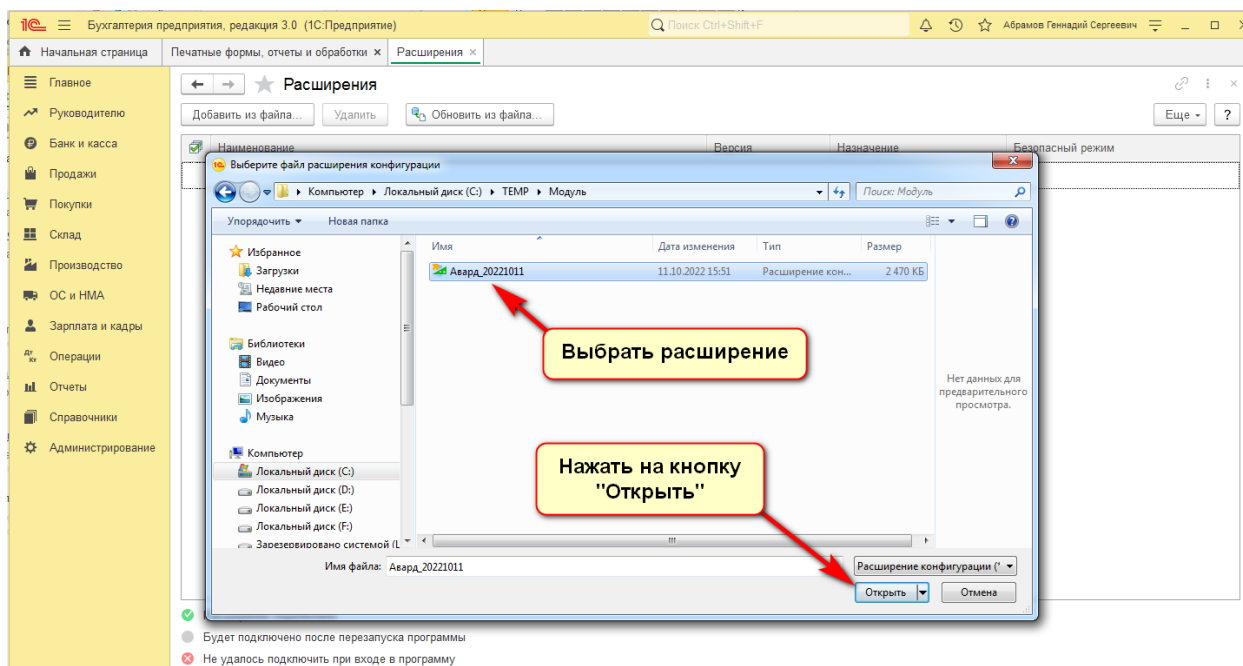 Бухгалтерия предприятия, редакция 3.0 (1С:Предприятие)
Поиск Ctrl+Shift+F
Абрамов Геннадий Сергеевич
Начальная страница
Печатные формы, отчеты и обработки ×
Расширения ×
Главное
Руководителю
Банк и касса
Продажи
Покупки
Склад
Производство
ОС и НМА
Зарплата и кадры
Операции
Отчеты
Справочники
Администрирование
Расширения
Добавить из файла...
Удалить
Обновить из файла...
Еще
?
Наименование
Версия
Назначение
Безопасный режим
Выберите файл расширения конфигурации
Компьютер
Локальный диск (C:)
TEMP
Модуль
Поиск: Модуль
Упорядочить
Новая папка
Избранное
Загрузки
Недавние места
Рабочий стол
Библиотеки
Видео
Документы
Изображения
Музыка
Компьютер
Локальный диск (C:)
Локальный диск (D:)
Локальный диск (E:)
Локальный диск (F:)
Зарезервировано системой (L
Имя
Дата изменения
Тип
Размер
Авард_20221011
11.10.2022 15:51
Расширение кон...
2 470 КБ
Нет данных для
предварительного
просмотра.
Выбрать расширение
Нажать на кнопку
"Открыть"
Имя файла:
Авард_20221011
Расширение конфигурации (*
Открыть
Отмена
Будет подключено после перезапуска программы
Не удалось подключить при входе в программу